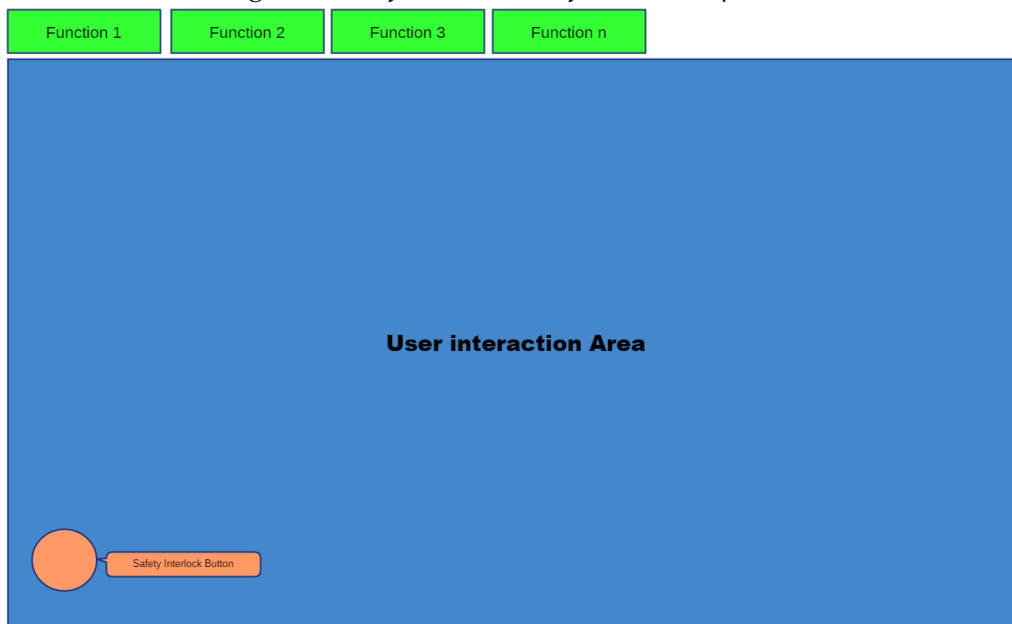 Function 1
Function 2
Function 3
Function n
User interaction Area
Safety Interlock Button